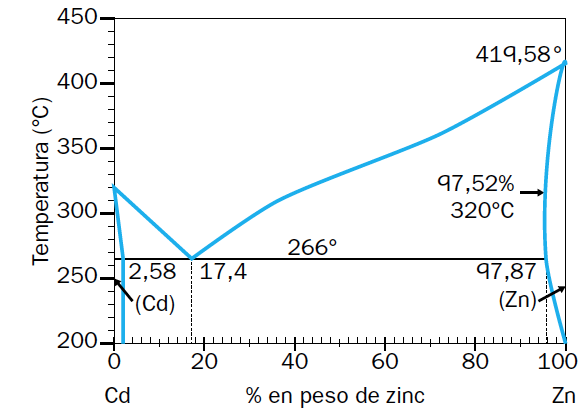 450
419,58°
400
350
97,52%
320°C
300
266°
250
2,58
17,4
97,87
(Cd)
(Zn)
200
Temperatura (°C)
0
20
40
60
80
100
Cd
% en peso de zinc
Zn